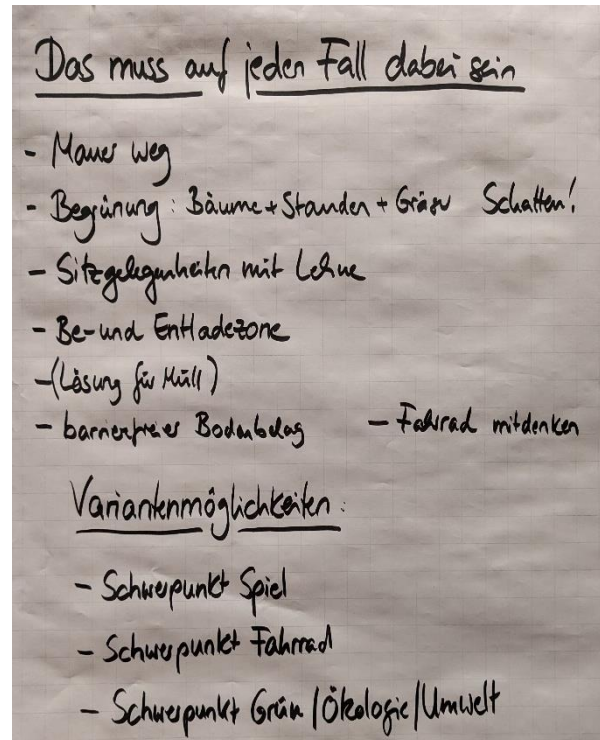 Das muss auf jeden Fall dabei sein
- Mauer weg
- Begrünung: Bäume + Stauden + Gräser Schatten!
- Sitzgelegenheiten mit Lehne
- Be- und Entladezone
- (Lösung für Müll)
- barrierefreier Bodenbelag - Fahrrad mitdenken
Variantenmöglichkeiten:
- Schwerpunkt Spiel
- Schwerpunkt Fahrrad
- Schwerpunkt Grün / Ökologie / Umwelt